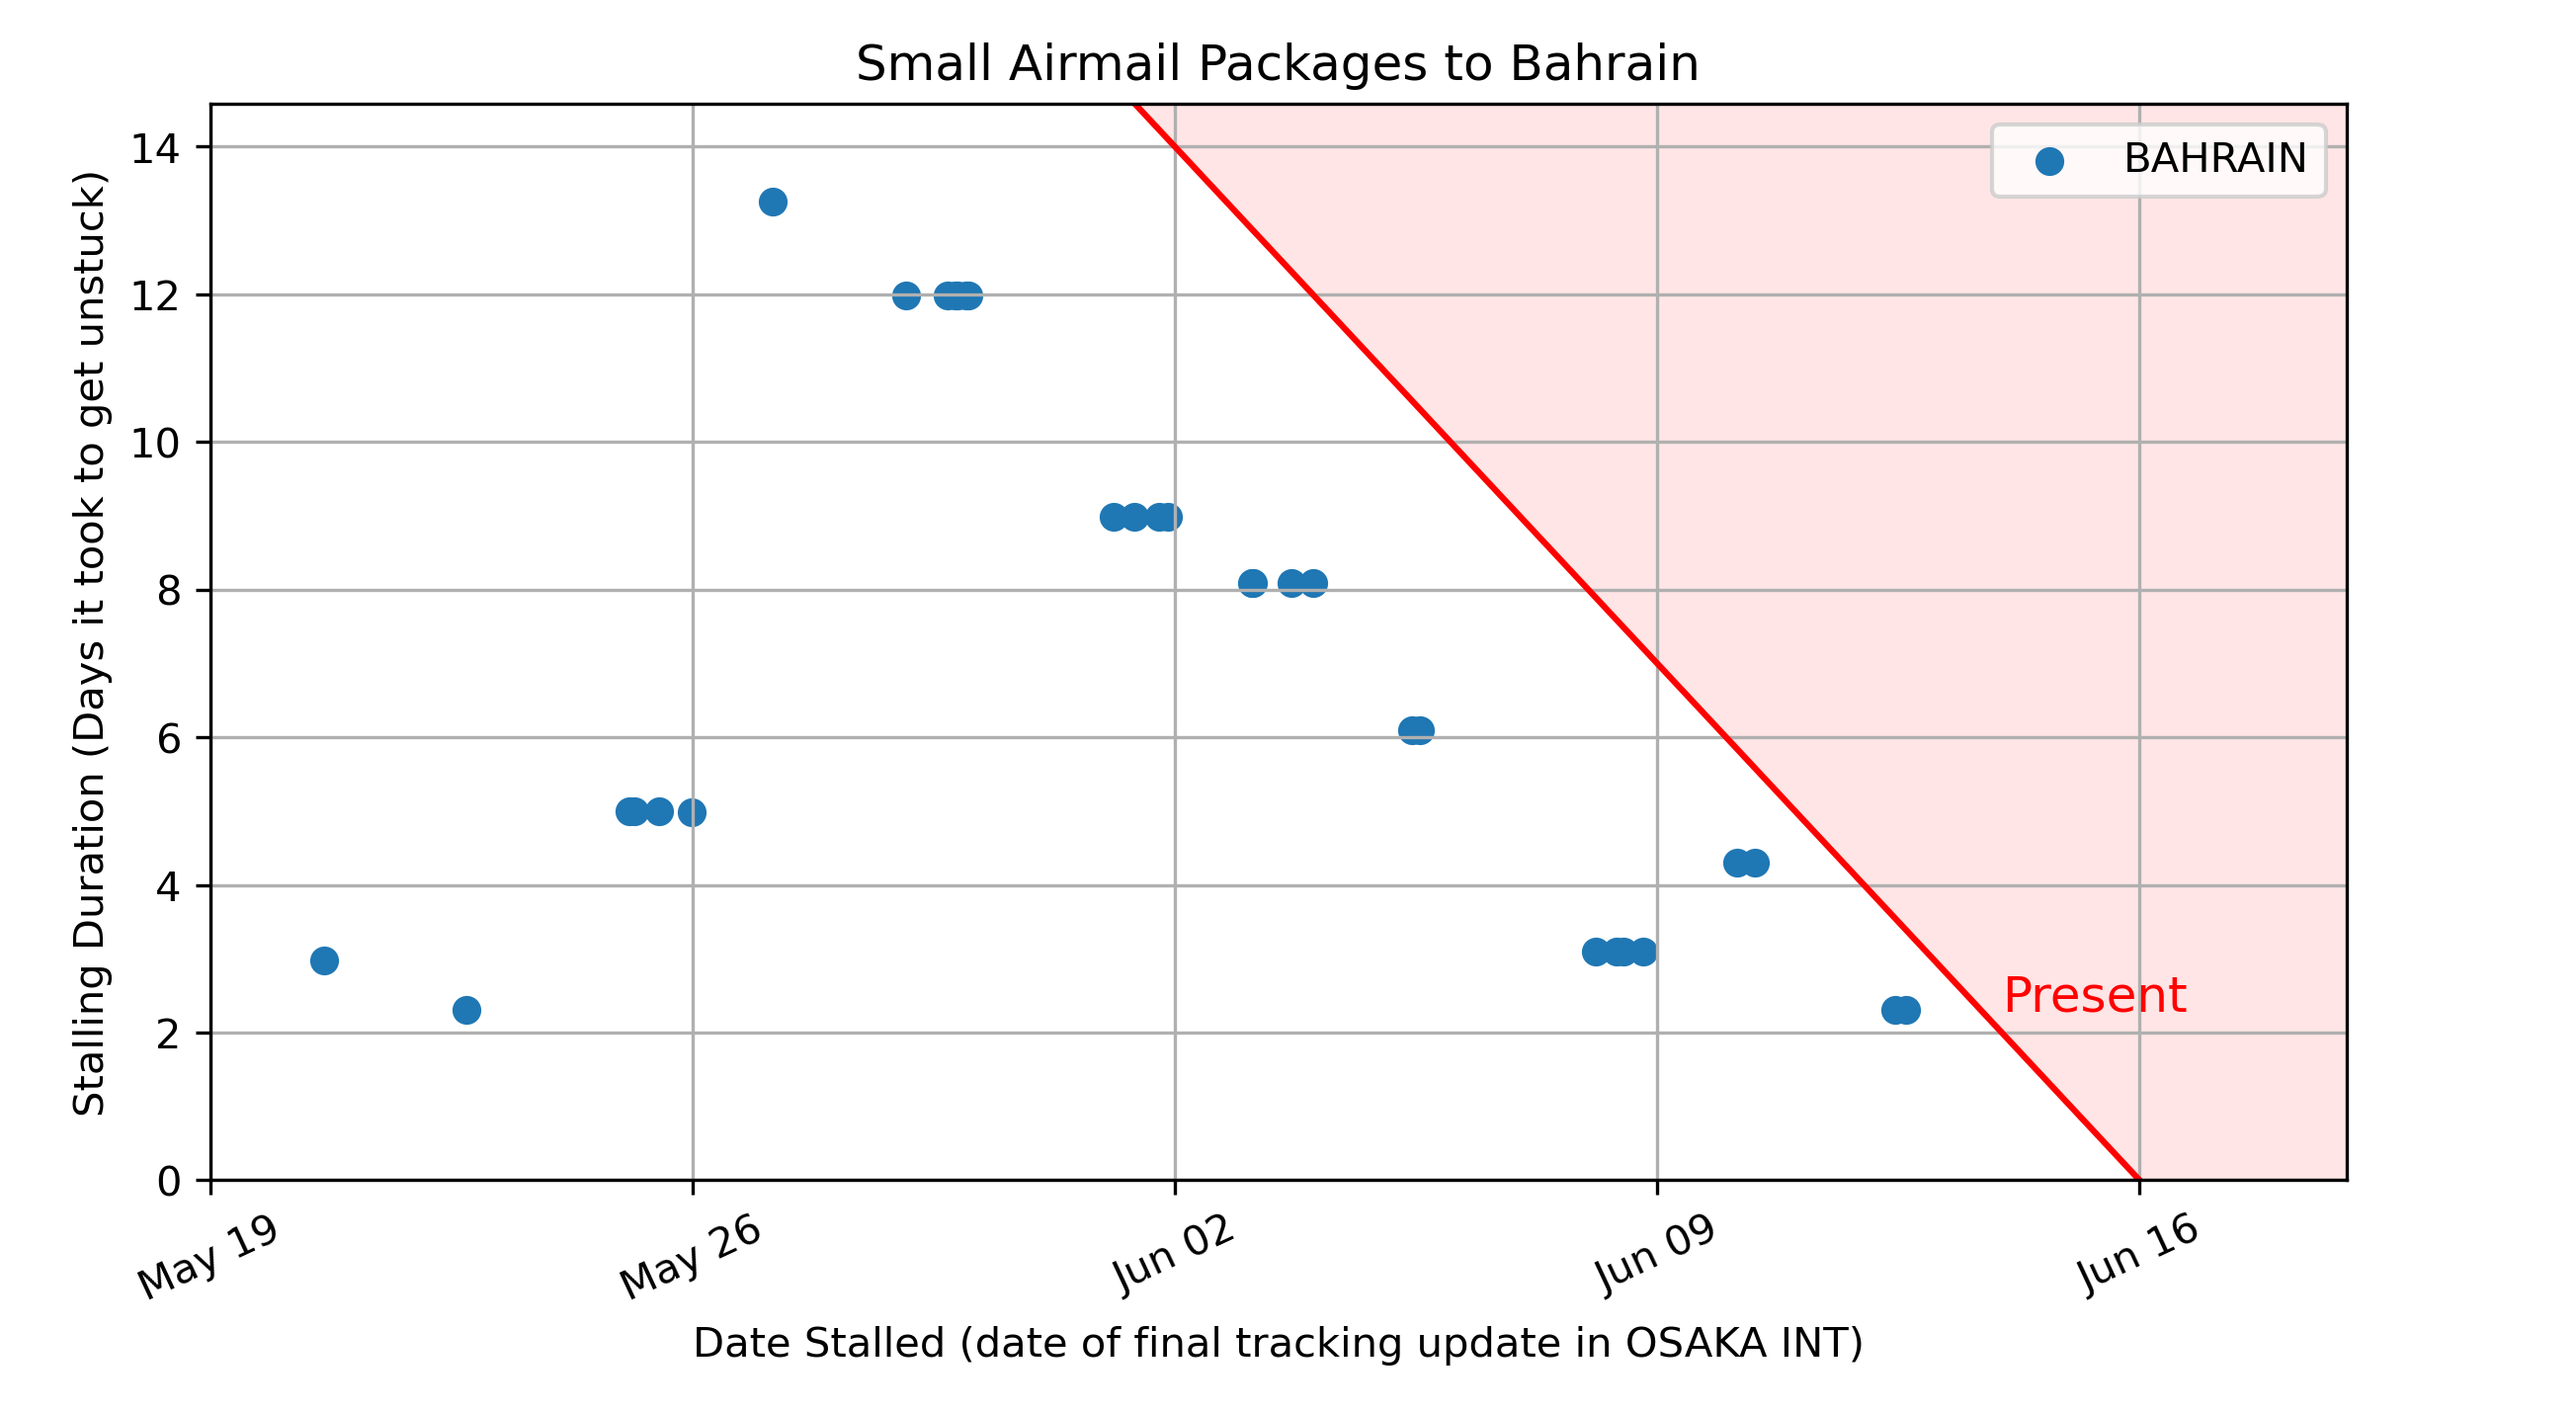 Small Airmail Packages to Bahrain
BAHRAIN
Stalling Duration (Days it took to get unstuck)
14
12
10
8
6
4
2
0
Present
May 19
May 26
Jun 02
Jun 09
Jun 16
Date Stalled (date of final tracking update in OSAKA INT)